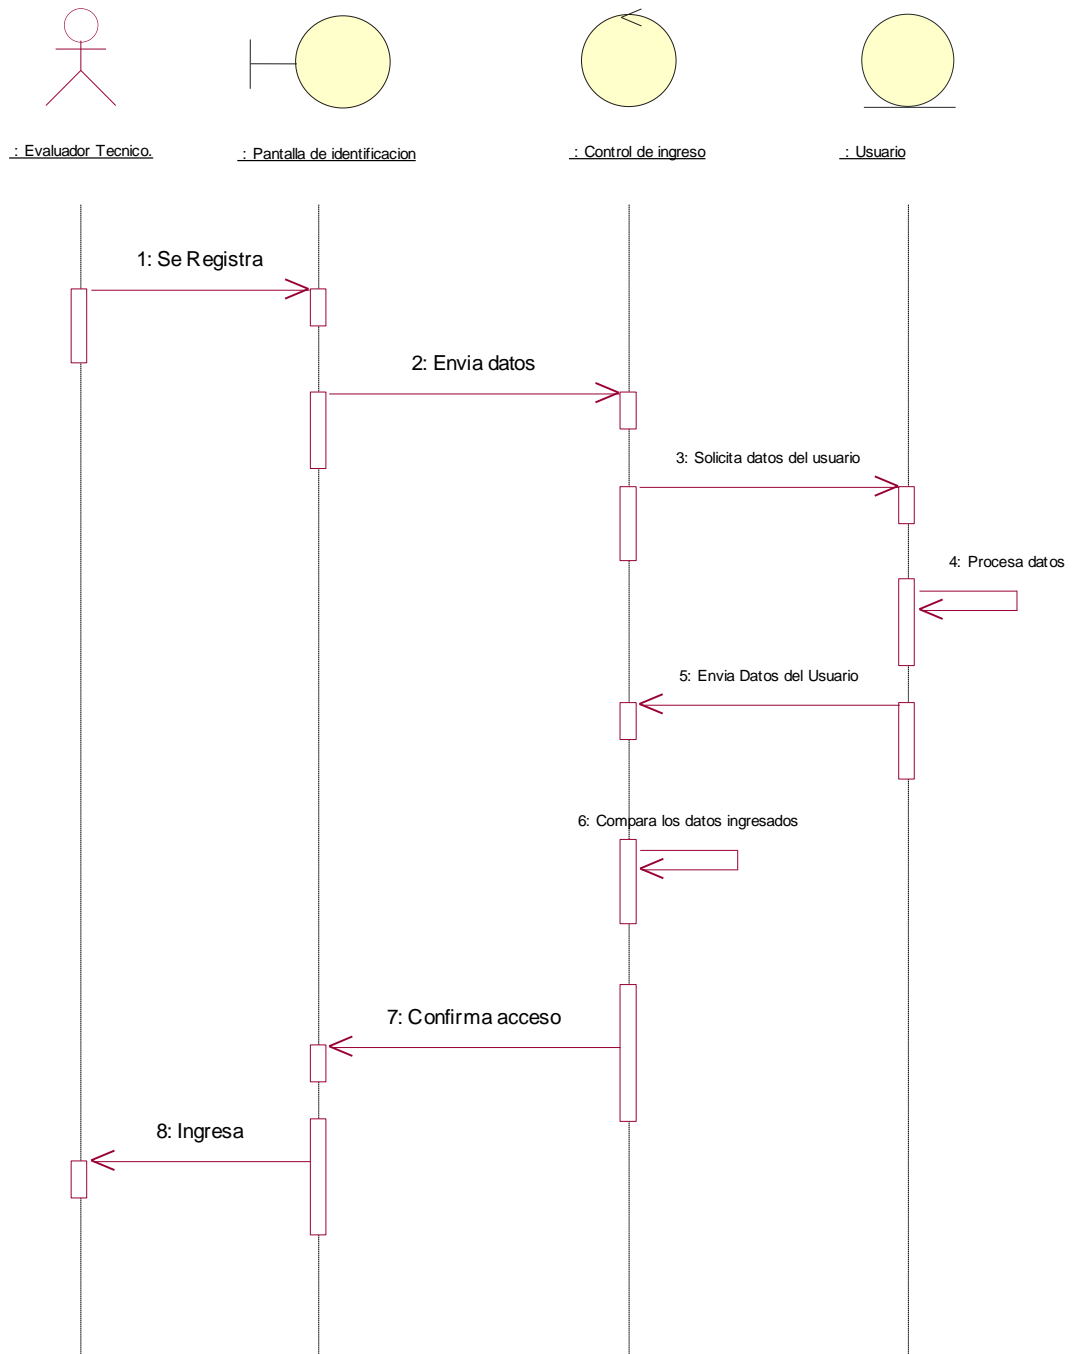 : Evaluador Tecnico.
: Pantalla de identificacion
: Control de ingreso
: Usuario
1: Se Registra
2: Envia datos
3: Solicita datos del usuario
4: Procesa datos
5: Envia Datos del Usuario
6: Compara los datos ingresados
7: Confirma acceso
8: Ingresa